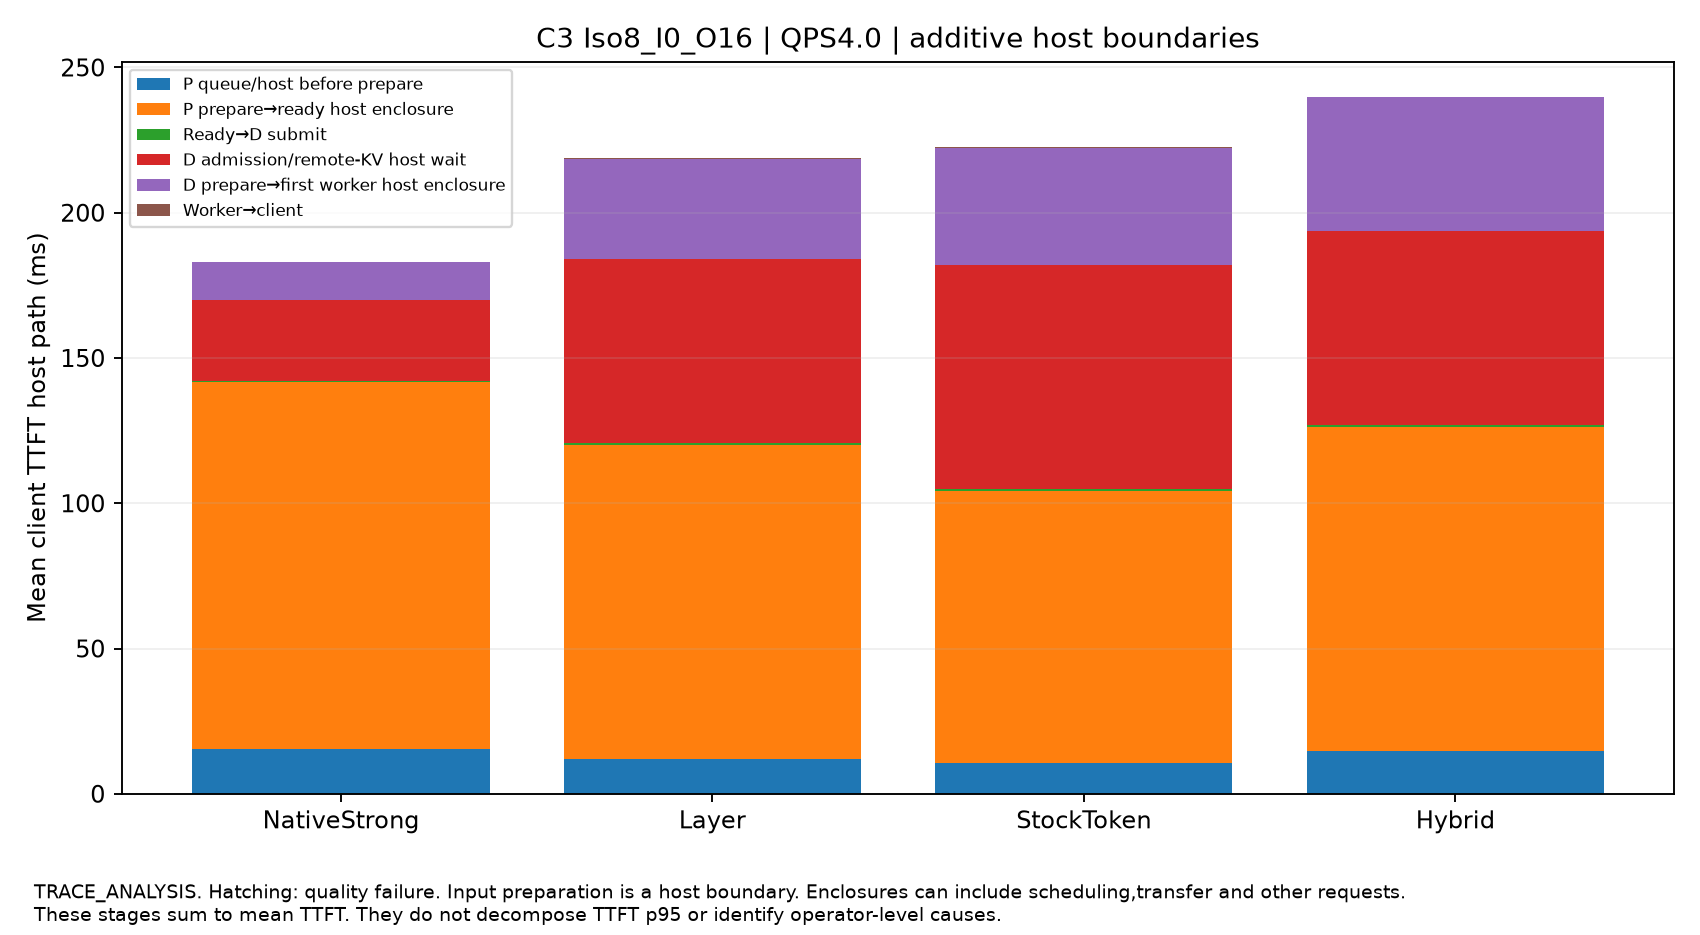 C3 Iso8_I0_O16 | QPS4.0 | additive host boundaries
Mean client TTFT host path (ms)
250
200
150
100
50
0
P queue/host before prepare
P prepare→ready host enclosure
Ready→D submit
D admission/remote-KV host wait
D prepare→first worker host enclosure
Worker→client
NativeStrong
Layer
StockToken
Hybrid
TRACE_ANALYSIS. Hatching: quality failure. Input preparation is a host boundary. Enclosures can include scheduling,transfer and other requests.
These stages sum to mean TTFT. They do not decompose TTFT p95 or identify operator-level causes.